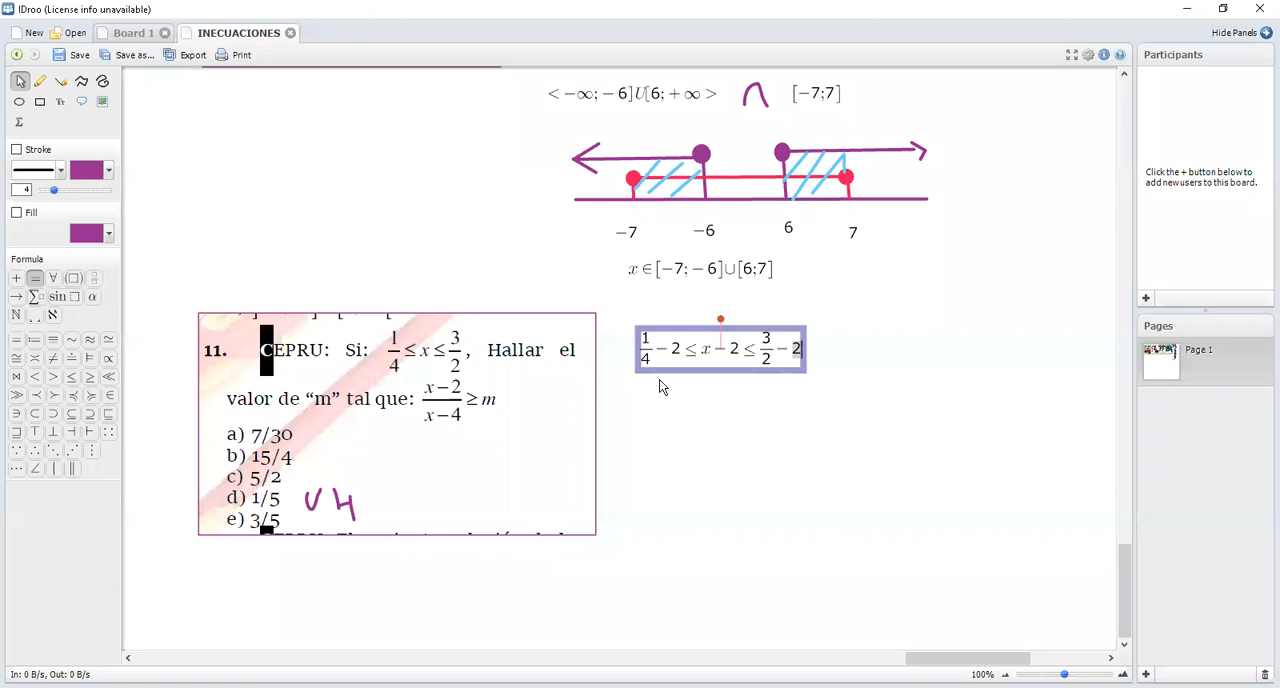 IDroo (License info unavailable)
New Open Board 1 INECUACIONES Hide Panels
Save Save as... Export Print
Participants
Click the + button below to
add new users to this board.
Pages
Page 1
Stroke
4
Fill
Formula
< −∞; − 6]U[6; + ∞ > ∩ [−7;7]
−7 −6 6 7
x ∈ [−7; − 6] ∪ [6;7]
11. CEPRU: Si: 1/4 ≤ x ≤ 3/2, Hallar el
valor de “m” tal que: (x−2)/(x−4) ≥ m
a) 7/30
b) 15/4
c) 5/2
d) 1/5
e) 3/5
1/4 − 2 ≤ x − 2 ≤ 3/2 − 2
In: 0 B/s, Out: 0 B/s
100%